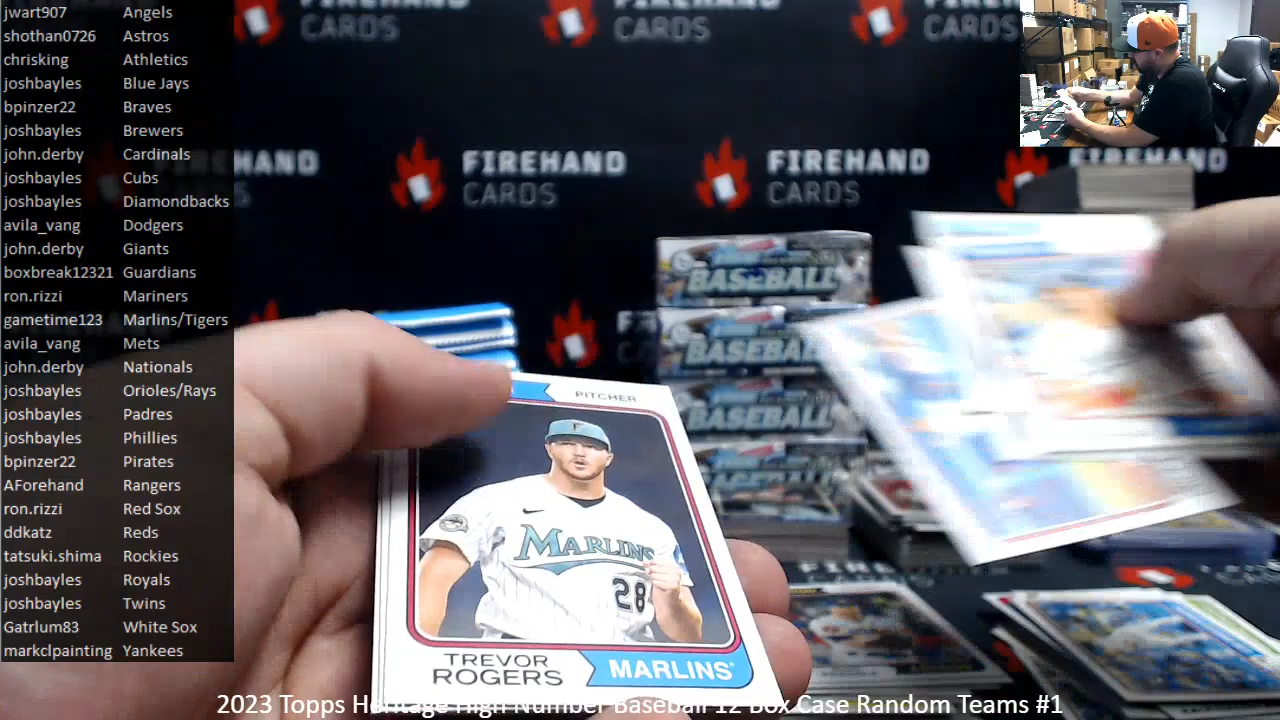 jwart907 Angels
shothan0726 Astros
chrisking Athletics
joshbayles Blue Jays
bpinzer22 Braves
joshbayles Brewers
john.derby Cardinals
joshbayles Cubs
joshbayles Diamondbacks
avila_vang Dodgers
john.derby Giants
boxbreak12321 Guardians
ron.rizzi Mariners
gametime123 Marlins/Tigers
avila_vang Mets
john.derby Nationals
joshbayles Orioles/Rays
joshbayles Padres
joshbayles Phillies
bpinzer22 Pirates
AForehand Rangers
ron.rizzi Red Sox
ddkatz Reds
tatsuki.shima Rockies
joshbayles Royals
joshbayles Twins
Gatrlum83 White Sox
markclpainting Yankees
CARDS
CARDS
CARDS
FIREHAND
CARDS
FIREHAND
CARDS
FIREHAND
BASEBALL
BASEBALL
BASEBALL
BASEBALL
PITCHER
MARLINS
28
TREVOR
ROGERS
MARLINS
2023 Topps Heritage High Number Baseball 12 Box Case Random Teams #1